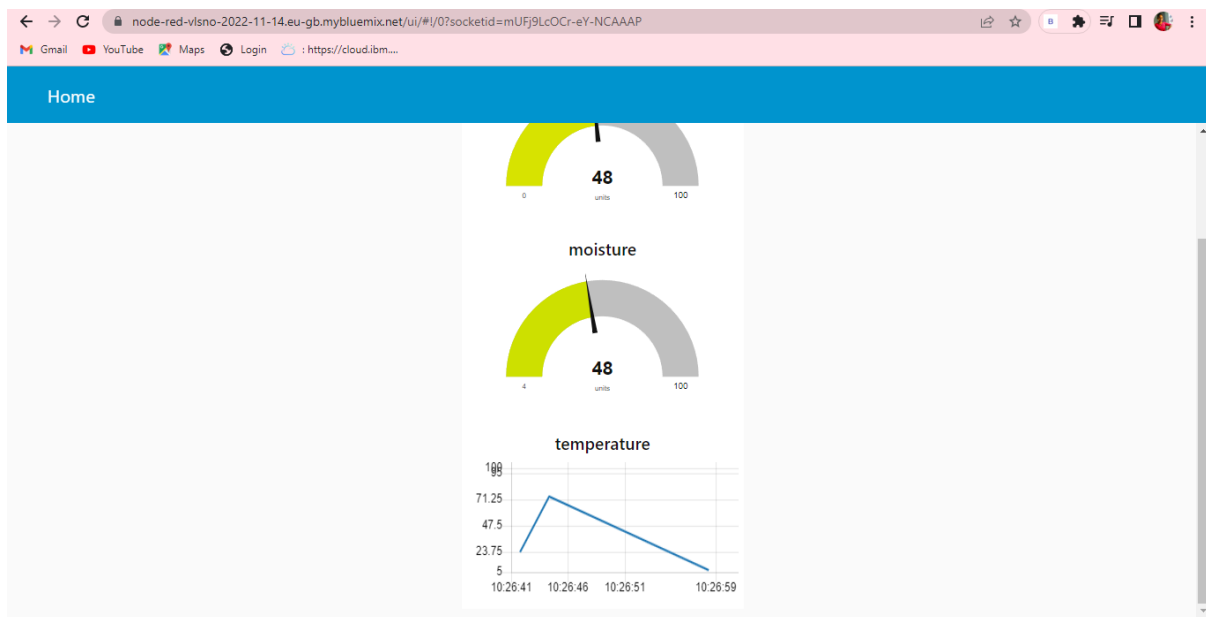 node-red-vlsno-2022-11-14.eu-gb.mybluemix.net/ui/#!/0?socketid=mUFj9LcOCr-eY-NCAAAP
B
Gmail YouTube Maps Login : https://cloud.ibm....
Home
48
0 units 100
moisture
48
4 units 100
temperature
100
95
71.25
47.5
23.75
5
10:26:41 10:26:46 10:26:51 10:26:59